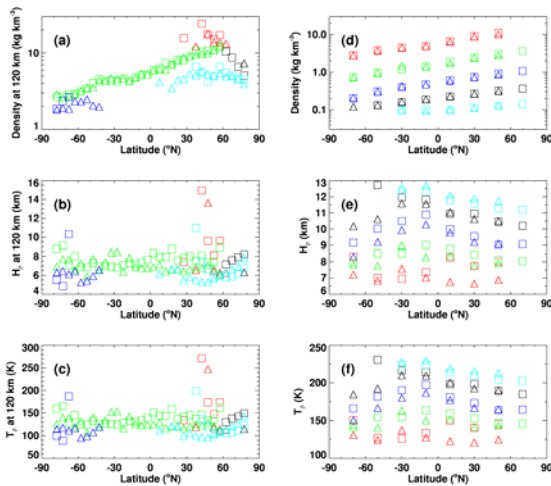 (a)
Density at 120 km (kg km⁻³)
10
1
-90 -60 -30 0 30 60 90
Latitude (°N)
(d)
Density (kg km⁻³)
10.0
1.0
0.1
-90 -60 -30 0 30 60 90
Latitude (°N)
(b)
Hρ at 120 km (km)
16
14
12
10
8
6
4
-90 -60 -30 0 30 60 90
Latitude (°N)
(e)
Hρ (km)
13
12
11
10
9
8
7
6
-90 -60 -30 0 30 60 90
Latitude (°N)
(c)
Tρ at 120 km (K)
300
250
200
150
100
50
-90 -60 -30 0 30 60 90
Latitude (°N)
(f)
Tρ (K)
250
200
150
100
-90 -60 -30 0 30 60 90
Latitude (°N)